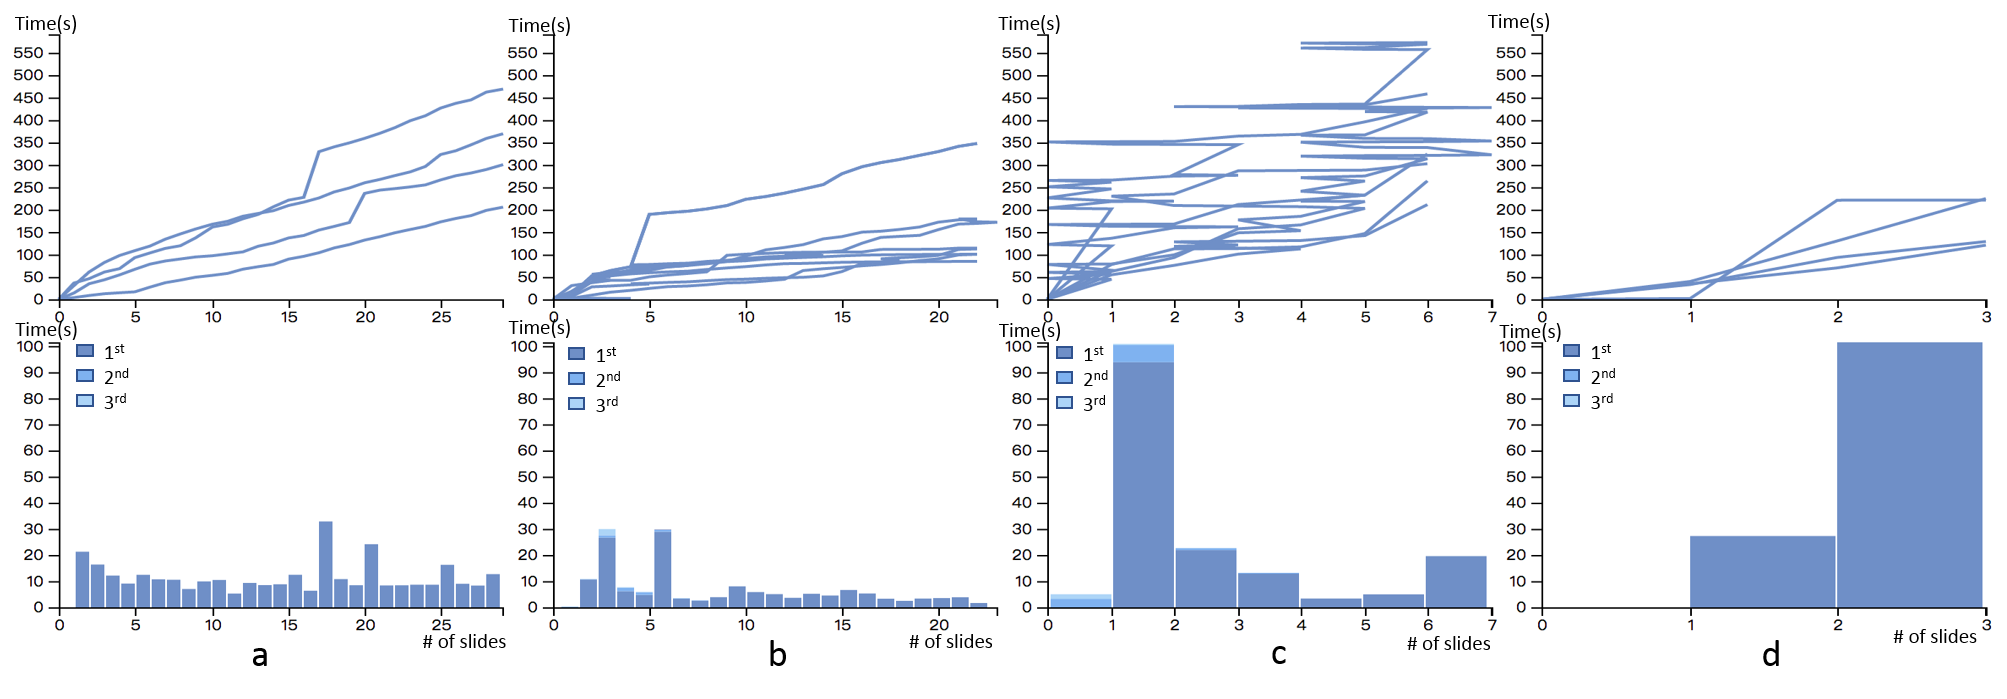 Time(s) Time(s) Time(s) Time(s)
550 550 550 550
500 500 500 500
450 450 450 450
400 400 400 400
350 350 350 350
300 300 300 300
250 250 250 250
200 200 200 200
150 150 150 150
100 100 100 100
50 50 50 50
0 0 0 0
0 5 10 15 20 25 0 5 10 15 20 0 1 2 3 4 5 6 7 0 1 2 3
Time(s) Time(s) Time(s) Time(s)
100 1st 100 1st 100 1st 100 1st
90 2nd 90 2nd 90 2nd 90 2nd
80 3rd 80 3rd 80 3rd 80 3rd
70 70 70 70
60 60 60 60
50 50 50 50
40 40 40 40
30 30 30 30
20 20 20 20
10 10 10 10
0 0 0 0
0 5 10 15 20 25 0 5 10 15 20 0 1 2 3 4 5 6 7 0 1 2 3
# of slides # of slides # of slides # of slides
a b c d